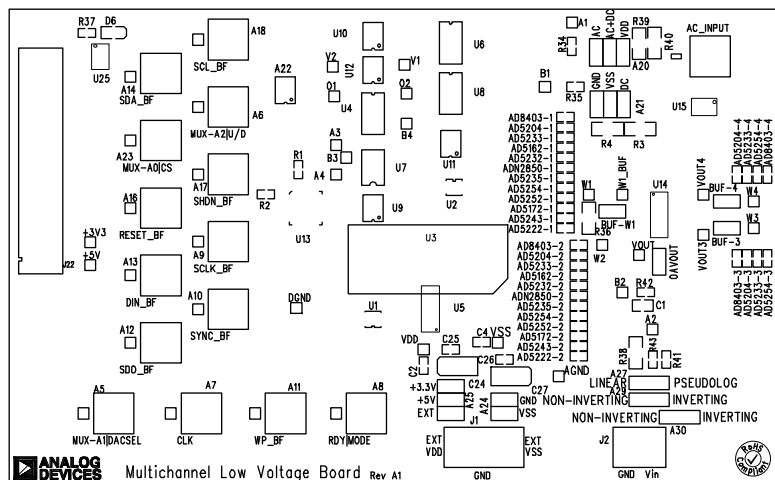 R37
D6
U25
A18
SCL_BF
A14
SDA_BF
A22
A6
MUX-A2|U/D
A23
MUX-A0|CS
A17
SHDN_BF
R1
R2
U13
A16
RESET_BF
+3V3
+5V
J22
A9
SCLK_BF
A13
DIN_BF
A10
SYNC_BF
A12
SDO_BF
DGND
U10
V2
U12
O1
U4
A3
B3
A4
U7
U9
U6
V1
O2
U8
B4
U11
U2
U3
U1
U5
A1
R34
AC
AC+DC
VDD
R39
A20
R40
AC_INPUT
B1
R35
GND
VSS
DC
A21
U15
R4
R3
AD8403-1
AD5204-1
AD5233-1
AD5162-1
AD5232-1
ADN2850-1
AD5235-1
AD5254-1
AD5252-1
AD5172-1
AD5243-1
AD5222-1
W1
W1_BUF
BUF-W1
R36
W2
U14
VOUT
OAVOUT
AD5204-4
AD5233-4
AD5254-4
AD8403-4
VOUT4
BUF-4
W4
VOUT3
BUF-3
W3
AD8403-3
AD5204-3
AD5233-3
AD5254-3
AD8403-2
AD5204-2
AD5233-2
AD5162-2
AD5232-2
ADN2850-2
AD5235-2
AD5254-2
AD5252-2
AD5172-2
AD5243-2
AD5222-2
AGND
B2
R42
C1
A2
R38
R43
R41
VDD
C25
C4
VSS
C2
C26
C24
C27
+3.3V
+5V
EXT
A25
A24
GND
VSS
A27
LINEAR
PSEUDOLOG
A29
NON-INVERTING
INVERTING
NON-INVERTING
INVERTING
A30
A5
MUX-A1|DACSEL
A7
CLK
A11
WP_BF
A8
RDY|MODE
J1
EXT
VDD
EXT
VSS
GND
J2
GND Vin
ANALOG
DEVICES
Multichannel Low Voltage Board Rev A1
RoHS
Compliant